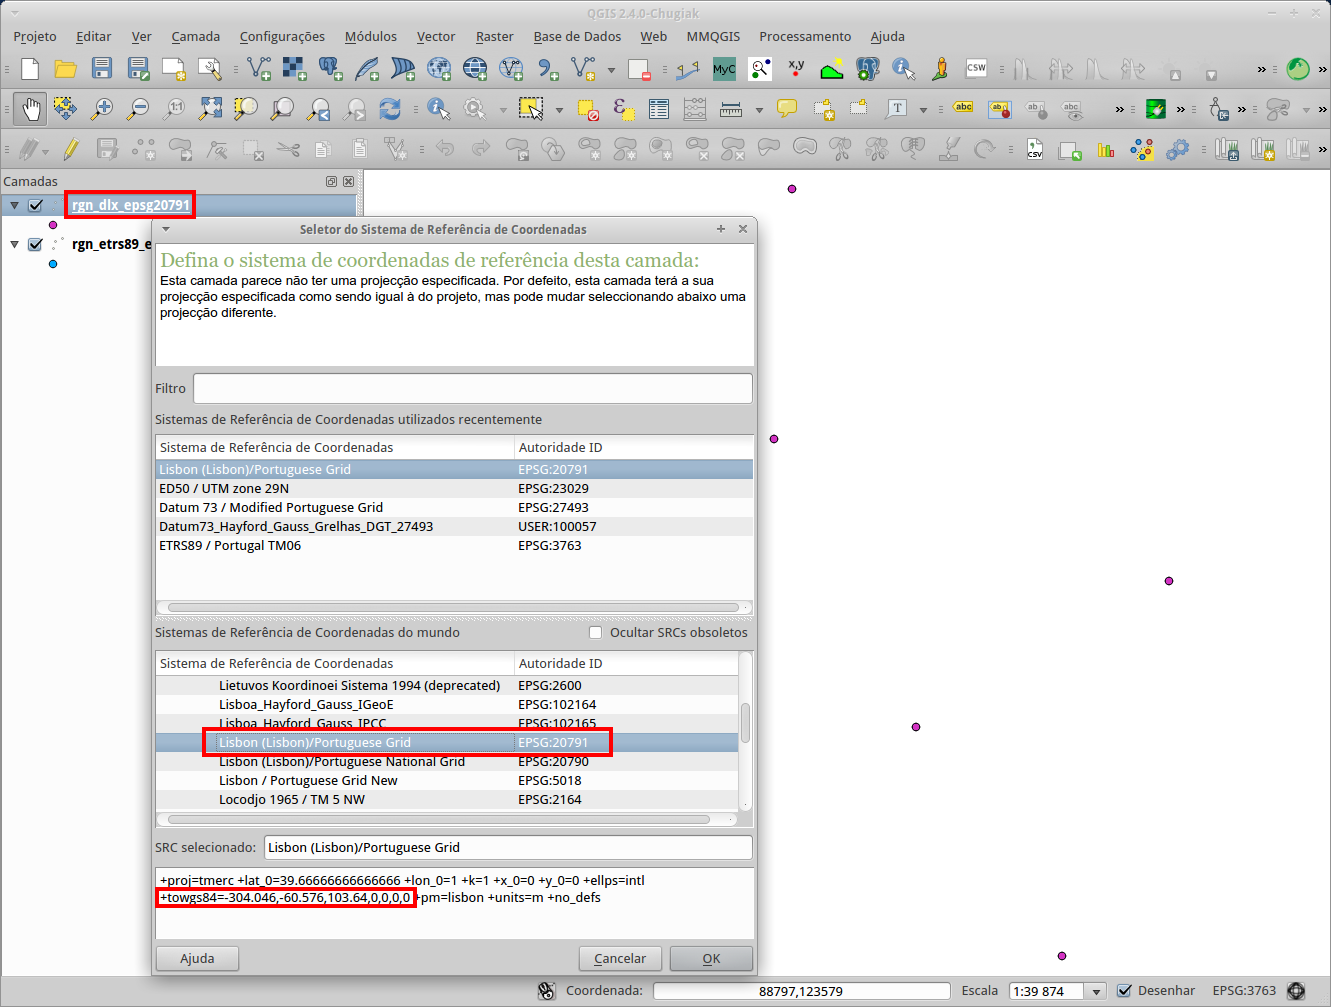 QGIS 2.4.0-Chugiak
Projeto Editar Ver Camada Configurações Módulos Vector Raster Base de Dados Web MMQGIS Processamento Ajuda
MyC x,y CSW
1:1 abc ab abc
CSV
Camadas
rgn_dlx_epsg20791
rgn_etrs89_e
Seletor do Sistema de Referência de Coordenadas
Defina o sistema de coordenadas de referência desta camada:
Esta camada parece não ter uma projecção especificada. Por defeito, esta camada terá a sua
projecção especificada como sendo igual à do projeto, mas pode mudar seleccionando abaixo uma
projecção diferente.
Filtro
Sistemas de Referência de Coordenadas utilizados recentemente
Sistema de Referência de Coordenadas Autoridade ID
Lisbon (Lisbon)/Portuguese Grid EPSG:20791
ED50 / UTM zone 29N EPSG:23029
Datum 73 / Modified Portuguese Grid EPSG:27493
Datum73_Hayford_Gauss_Grelhas_DGT_27493 USER:100057
ETRS89 / Portugal TM06 EPSG:3763
Sistemas de Referência de Coordenadas do mundo Ocultar SRCs obsoletos
Sistema de Referência de Coordenadas Autoridade ID
Lietuvos Koordinoei Sistema 1994 (deprecated) EPSG:2600
Lisboa_Hayford_Gauss_IGeoE EPSG:102164
Lisboa_Hayford_Gauss_IPCC EPSG:102165
Lisbon (Lisbon)/Portuguese Grid EPSG:20791
Lisbon (Lisbon)/Portuguese National Grid EPSG:20790
Lisbon / Portuguese Grid New EPSG:5018
Locodjo 1965 / TM 5 NW EPSG:2164
SRC selecionado: Lisbon (Lisbon)/Portuguese Grid
+proj=tmerc +lat_0=39.66666666666666 +lon_0=1 +k=1 +x_0=0 +y_0=0 +ellps=intl
+towgs84=-304.046,-60.576,103.64,0,0,0,0 +pm=lisbon +units=m +no_defs
Ajuda Cancelar OK
Coordenada: 88797,123579 Escala 1:39 874 Desenhar EPSG:3763